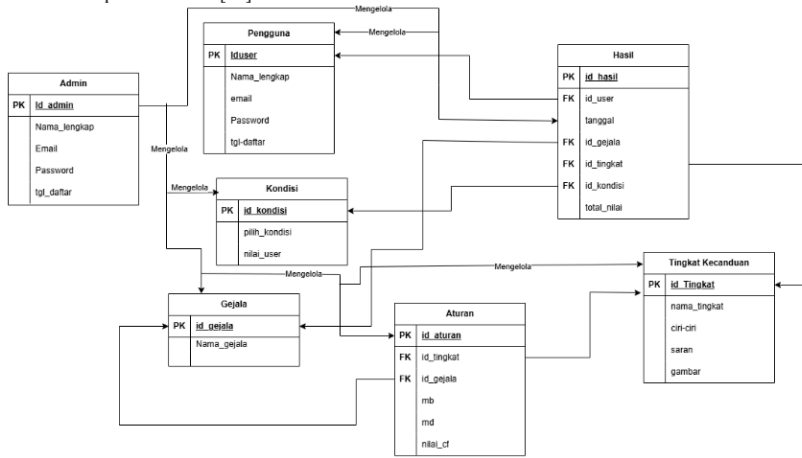 Mengelola
Pengguna
PK Iduser
Nama_lengkap
email
Password
tgl-daftar
Mengelola
Hasil
PK id_hasil
FK id_user
tanggal
FK id_gejala
FK id_tingkat
FK id_kondisi
total_nilai
Admin
PK Id_admin
Nama_lengkap
Email
Password
tgl_daftar
Mengelola
Mengelola
Kondisi
PK id_kondisi
pilih_kondisi
nilai_user
Mengelola
Mengelola
Tingkat Kecanduan
PK id_Tingkat
nama_tingkat
ciri-ciri
saran
gambar
Gejala
PK id_gejala
Nama_gejala
Aturan
PK id_aturan
FK id_tingkat
FK id_gejala
mb
md
nilai_cf